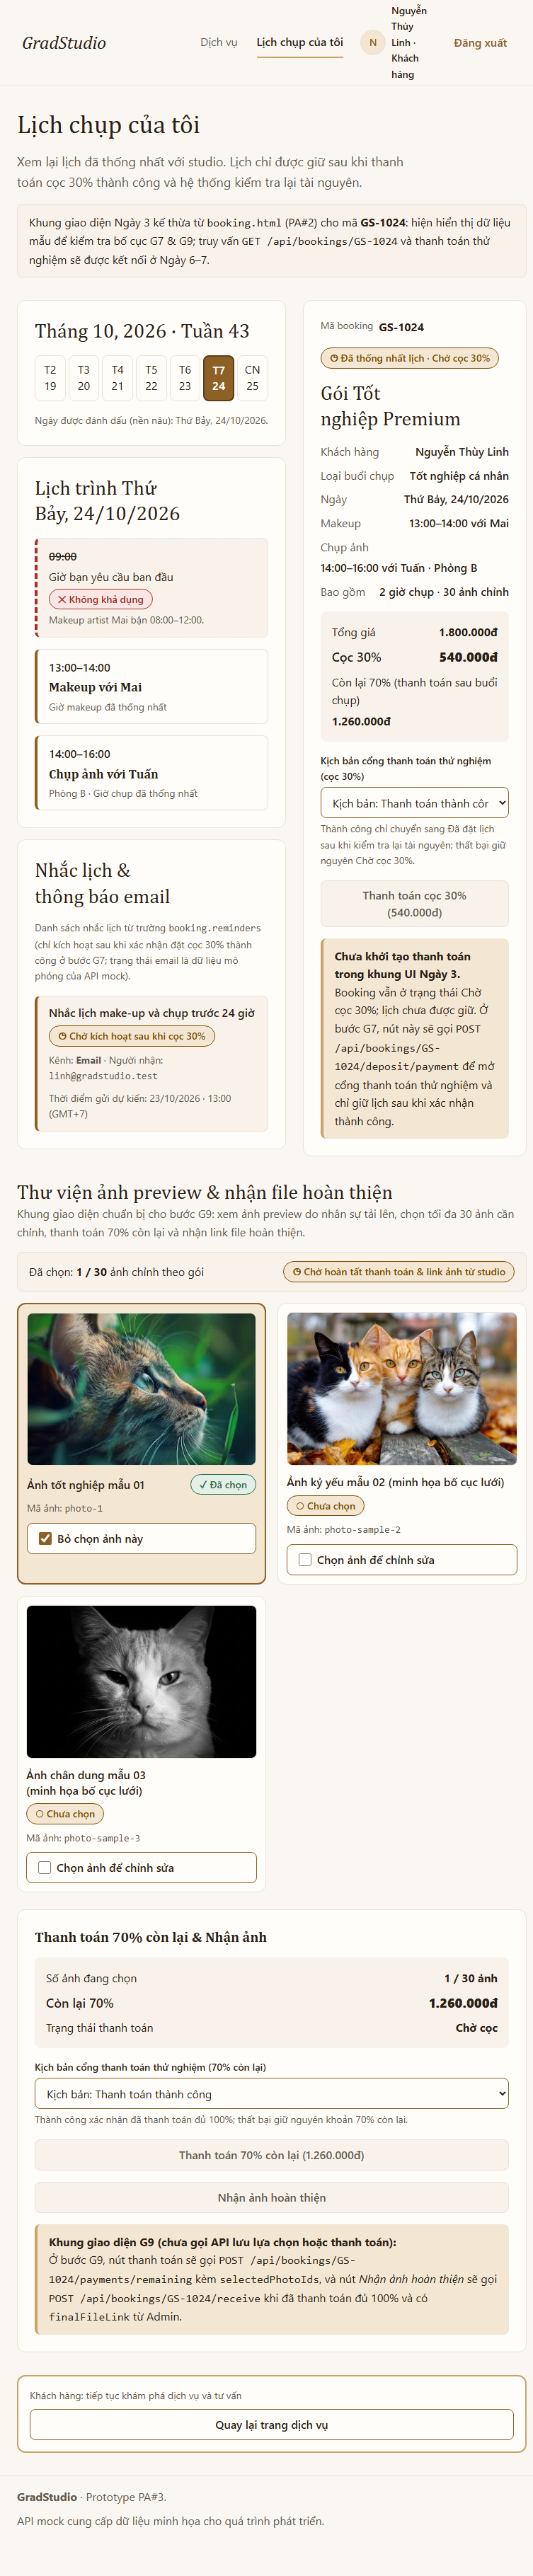 GradStudio
Dịch vụ
Lịch chụp của tôi
N
Nguyễn
Thùy
Linh ·
Khách
hàng
Đăng xuất
Lịch chụp của tôi
Xem lại lịch đã thống nhất với studio. Lịch chỉ được giữ sau khi thanh
toán cọc 30% thành công và hệ thống kiểm tra lại tài nguyên.
Khung giao diện Ngày 3 kế thừa từ booking.html (PA#2) cho mã GS-1024: hiện hiển thị dữ liệu
mẫu để kiểm tra bố cục G7 & G9; truy vấn GET /api/bookings/GS-1024 và thanh toán thử
nghiệm sẽ được kết nối ở Ngày 6–7.
Tháng 10, 2026 · Tuần 43
T2 T3 T4 T5 T6 T7 CN
19 20 21 22 23 24 25
Ngày được đánh dấu (nền nâu): Thứ Bảy, 24/10/2026.
Lịch trình Thứ
Bảy, 24/10/2026
09:00
Giờ bạn yêu cầu ban đầu
Không khả dụng
Makeup artist Mai bận 08:00–12:00.
13:00–14:00
Makeup với Mai
Giờ makeup đã thống nhất
14:00–16:00
Chụp ảnh với Tuấn
Phòng B · Giờ chụp đã thống nhất
Nhắc lịch &
thông báo email
Danh sách nhắc lịch từ trường booking.reminders
(chỉ kích hoạt sau khi xác nhận đặt cọc 30% thành
công ở bước G7; trạng thái email là dữ liệu mô
phỏng của API mock).
Nhắc lịch make-up và chụp trước 24 giờ
Chờ kích hoạt sau khi cọc 30%
Kênh: Email · Người nhận:
linh@gradstudio.test
Thời điểm gửi dự kiến: 23/10/2026 · 13:00
(GMT+7)
Mã booking GS-1024
Đã thống nhất lịch · Chờ cọc 30%
Gói Tốt
nghiệp Premium
Khách hàng Nguyễn Thùy Linh
Loại buổi chụp Tốt nghiệp cá nhân
Ngày Thứ Bảy, 24/10/2026
Makeup 13:00–14:00 với Mai
Chụp ảnh
14:00–16:00 với Tuấn · Phòng B
Bao gồm 2 giờ chụp · 30 ảnh chỉnh
Tổng giá 1.800.000đ
Cọc 30% 540.000đ
Còn lại 70% (thanh toán sau buổi
chụp)
1.260.000đ
Kịch bản cổng thanh toán thử nghiệm
(cọc 30%)
Kịch bản: Thanh toán thành côr
Thành công chỉ chuyển sang Đã đặt lịch
sau khi kiểm tra lại tài nguyên; thất bại giữ
nguyên Chờ cọc 30%.
Thanh toán cọc 30%
(540.000đ)
Chưa khởi tạo thanh toán
trong khung UI Ngày 3.
Booking vẫn ở trạng thái Chờ
cọc 30%; lịch chưa được giữ. Ở
bước G7, nút này sẽ gọi POST
/api/bookings/GS-
1024/deposit/payment để mở
cổng thanh toán thử nghiệm và
chỉ giữ lịch sau khi xác nhận
thành công.
Thư viện ảnh preview & nhận file hoàn thiện
Khung giao diện chuẩn bị cho bước G9: xem ảnh preview do nhân sự tải lên, chọn tối đa 30 ảnh cần
chỉnh, thanh toán 70% còn lại và nhận link file hoàn thiện.
Đã chọn: 1 / 30 ảnh chỉnh theo gói
Chờ hoàn tất thanh toán & link ảnh từ studio
Ảnh tốt nghiệp mẫu 01
✓ Đã chọn
Mã ảnh: photo-1
Bỏ chọn ảnh này
Ảnh kỷ yếu mẫu 02 (minh họa bố cục lưới)
Chưa chọn
Mã ảnh: photo-sample-2
Chọn ảnh để chỉnh sửa
Ảnh chân dung mẫu 03
(minh họa bố cục lưới)
Chưa chọn
Mã ảnh: photo-sample-3
Chọn ảnh để chỉnh sửa
Thanh toán 70% còn lại & Nhận ảnh
Số ảnh đang chọn 1 / 30 ảnh
Còn lại 70% 1.260.000đ
Trạng thái thanh toán Chờ cọc
Kịch bản cổng thanh toán thử nghiệm (70% còn lại)
Kịch bản: Thanh toán thành công
Thành công xác nhận đã thanh toán đủ 100%; thất bại giữ nguyên khoản 70% còn lại.
Thanh toán 70% còn lại (1.260.000đ)
Nhận ảnh hoàn thiện
Khung giao diện G9 (chưa gọi API lưu lựa chọn hoặc thanh toán):
Ở bước G9, nút thanh toán sẽ gọi POST /api/bookings/GS-
1024/payments/remaining kèm selectedPhotoIds, và nút Nhận ảnh hoàn thiện sẽ gọi
POST /api/bookings/GS-1024/receive khi đã thanh toán đủ 100% và có
finalFileLink từ Admin.
Khách hàng: tiếp tục khám phá dịch vụ và tư vấn
Quay lại trang dịch vụ
GradStudio · Prototype PA#3.
API mock cung cấp dữ liệu minh họa cho quá trình phát triển.